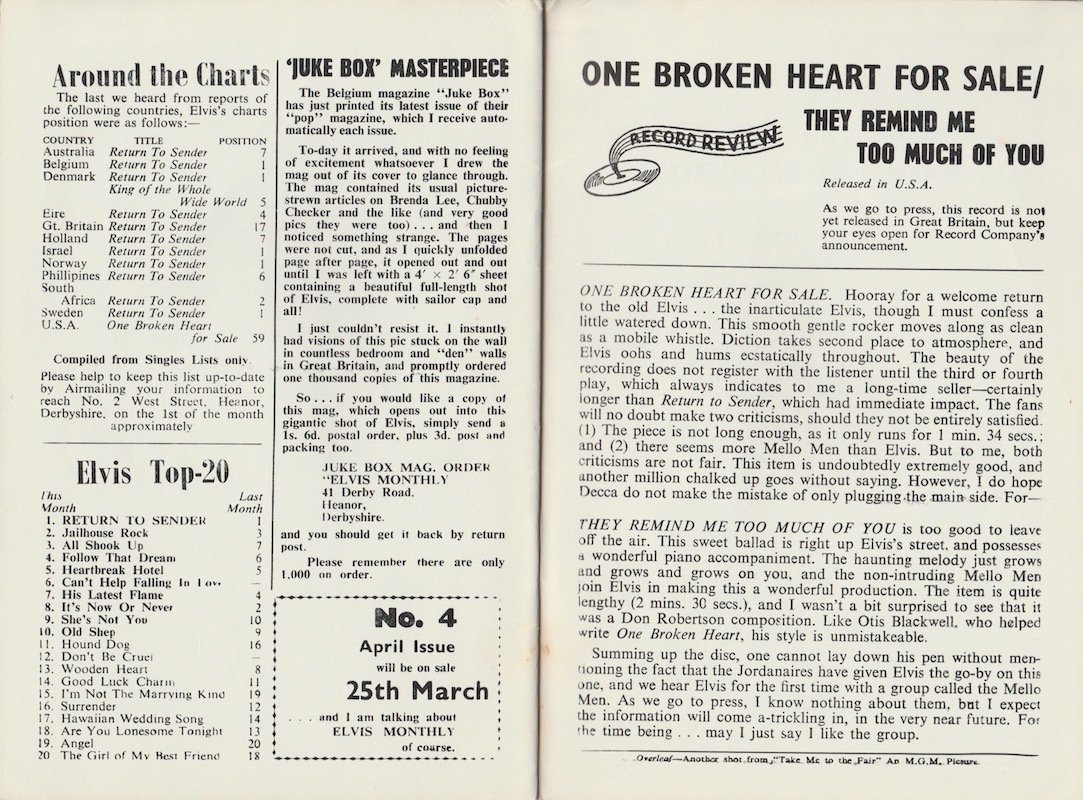 Around the Charts
The last we heard from reports of
the following countries, Elvis's charts
position were as follows:—
COUNTRY TITLE POSITION
Australia Return To Sender 7
Belgium Return To Sender 1
Denmark Return To Sender 1
King of the Whole
Wide World 5
Eire Return To Sender 4
Gt. Britain Return To Sender 17
Holland Return To Sender 7
Israel Return To Sender 1
Norway Return To Sender 1
Phillipines Return To Sender 6
South
Africa Return To Sender 2
Sweden Return To Sender 1
U.S.A. One Broken Heart
for Sale 59
Compiled from Singles Lists only.
Please help to keep this list up-to-date
by Airmailing your information to
reach No. 2 West Street, Heanor,
Derbyshire, on the 1st of the month
approximately
Elvis Top-20
This Last
Month Month
1. RETURN TO SENDER 1
2. Jailhouse Rock 3
3. All Shook Up 7
4. Follow That Dream 6
5. Heartbreak Hotel 5
6. Can't Help Falling In Love —
7. His Latest Flame 4
8. It's Now Or Never 2
9. She's Not You 10
10. Old Shep 9
11. Hound Dog 16
12. Don't Be Cruel —
13. Wooden Heart 8
14. Good Luck Charm 11
15. I'm Not The Marrying Kind 19
16. Surrender 12
17. Hawaiian Wedding Song 14
18. Are You Lonesome Tonight 13
19. Angel 20
20 The Girl of My Best Friend 18
'JUKE BOX' MASTERPIECE
The Belgium magazine "Juke Box"
has just printed its latest issue of their
"pop" magazine, which I receive auto-
matically each issue.
To-day it arrived, and with no feeling
of excitement whatsoever I drew the
mag out of its cover to glance through.
The mag contained its usual picture-
strewn articles on Brenda Lee, Chubby
Checker and the like (and very good
pics they were too) . . . and then I
noticed something strange. The pages
were not cut, and as I quickly unfolded
page after page, it opened out and out
until I was left with a 4' × 2' 6" sheet
containing a beautiful full-length shot
of Elvis, complete with sailor cap and
all!
I just couldn't resist it. I instantly
had visions of this pic stuck on the wall
in countless bedroom and "den" walls
in Great Britain, and promptly ordered
one thousand copies of this magazine.
So . . . if you would like a copy of
this mag, which opens out into this
gigantic shot of Elvis, simply send a
1s. 6d. postal order, plus 3d. post and
packing too.
JUKE BOX MAG. ORDER
"ELVIS MONTHLY
41 Derby Road,
Heanor,
Derbyshire.
and you should get it back by return
post.
Please remember there are only
1,000 on order.
No. 4
April Issue
will be on sale
25th March
. . . and I am talking about
ELVIS MONTHLY
of course.
ONE BROKEN HEART FOR SALE/
THEY REMIND ME
TOO MUCH OF YOU
RECORD REVIEW
Released in U.S.A.
As we go to press, this record is not
yet released in Great Britain, but keep
your eyes open for Record Company's
announcement.
ONE BROKEN HEART FOR SALE. Hooray for a welcome return
to the old Elvis . . . the inarticulate Elvis, though I must confess a
little watered down. This smooth gentle rocker moves along as clean
as a mobile whistle. Diction takes second place to atmosphere, and
Elvis oohs and hums ecstatically throughout. The beauty of the
recording does not register with the listener until the third or fourth
play, which always indicates to me a long-time seller—certainly
longer than Return to Sender, which had immediate impact. The fans
will no doubt make two criticisms, should they not be entirely satisfied.
(1) The piece is not long enough, as it only runs for 1 min. 34 secs.;
and (2) there seems more Mello Men than Elvis. But to me, both
criticisms are not fair. This item is undoubtedly extremely good, and
another million chalked up goes without saying. However, I do hope
Decca do not make the mistake of only plugging the main side. For—
THEY REMIND ME TOO MUCH OF YOU is too good to leave
off the air. This sweet ballad is right up Elvis's street, and possesses
a wonderful piano accompaniment. The haunting melody just grows
and grows and grows on you, and the non-intruding Mello Men
join Elvis in making this a wonderful production. The item is quite
lengthy (2 mins. 30 secs.), and I wasn't a bit surprised to see that it
was a Don Robertson composition. Like Otis Blackwell, who helped
write One Broken Heart, his style is unmistakeable.
Summing up the disc, one cannot lay down his pen without men-
tioning the fact that the Jordanaires have given Elvis the go-by on this
one, and we hear Elvis for the first time with a group called the Mello
Men. As we go to press, I know nothing about them, but I expect
the information will come a-trickling in, in the very near future. For
the time being . . . may I just say I like the group.
Overleaf—Another shot from "Take Me to the Fair" An M.G.M. Picture.